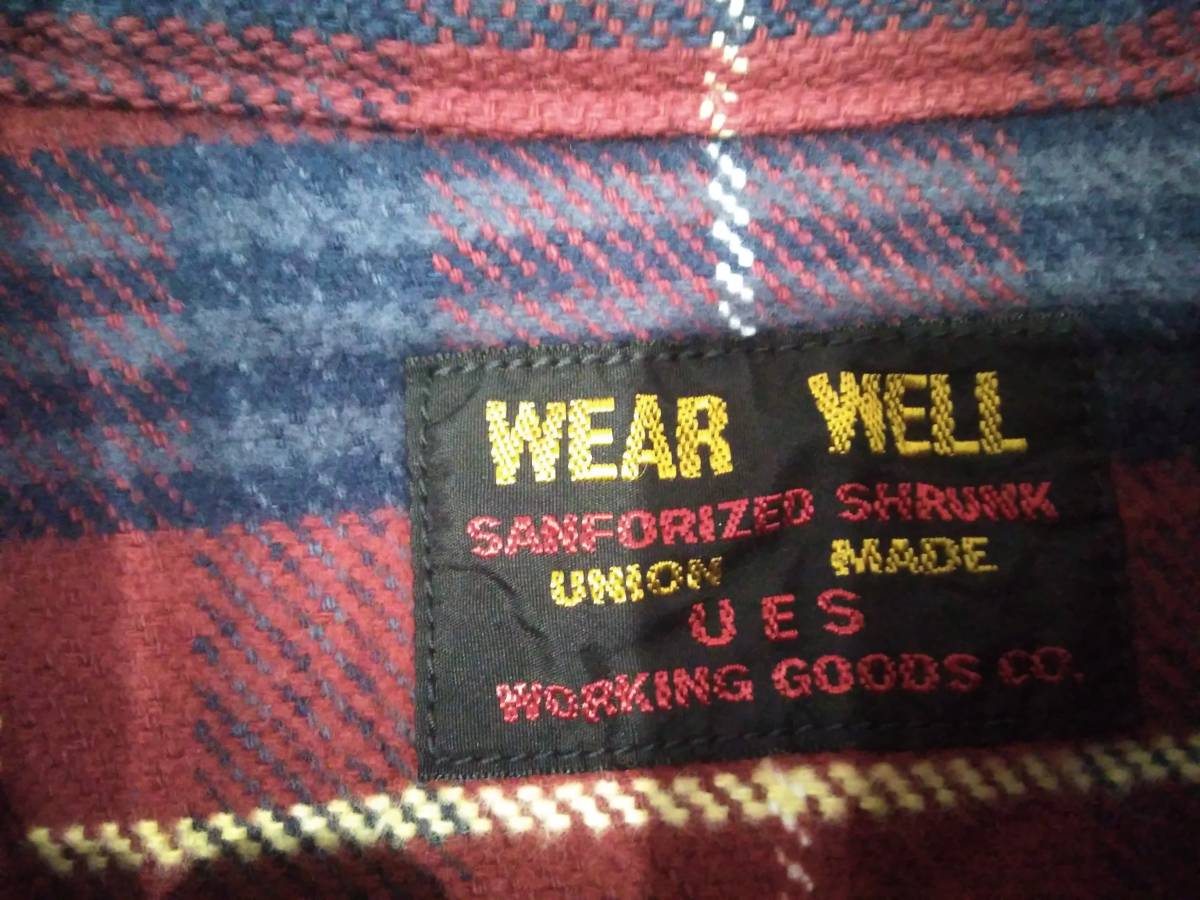 WEAR WELL
SANFORIZED SHRUNK
UNION MADE
U E S
WORKING GOODS CO.